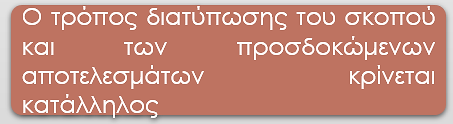 Ο τρόπος διατύπωσης του σκοπού
και των προσδοκώμενων
αποτελεσμάτων κρίνεται
κατάλληλος